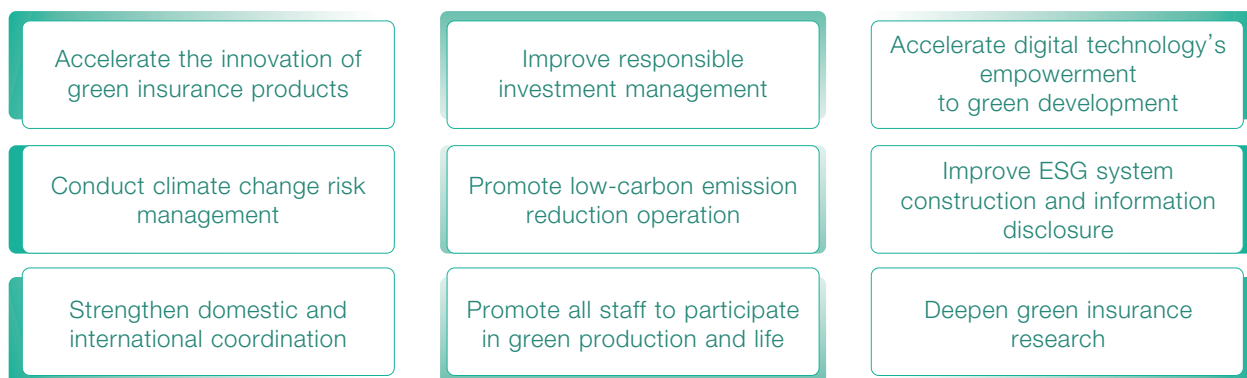 Accelerate the innovation of
green insurance products
Improve responsible
investment management
Accelerate digital technology’s
empowerment
to green development
Conduct climate change risk
management
Promote low-carbon emission
reduction operation
Improve ESG system
construction and information
disclosure
Strengthen domestic and
international coordination
Promote all staff to participate
in green production and life
Deepen green insurance
research